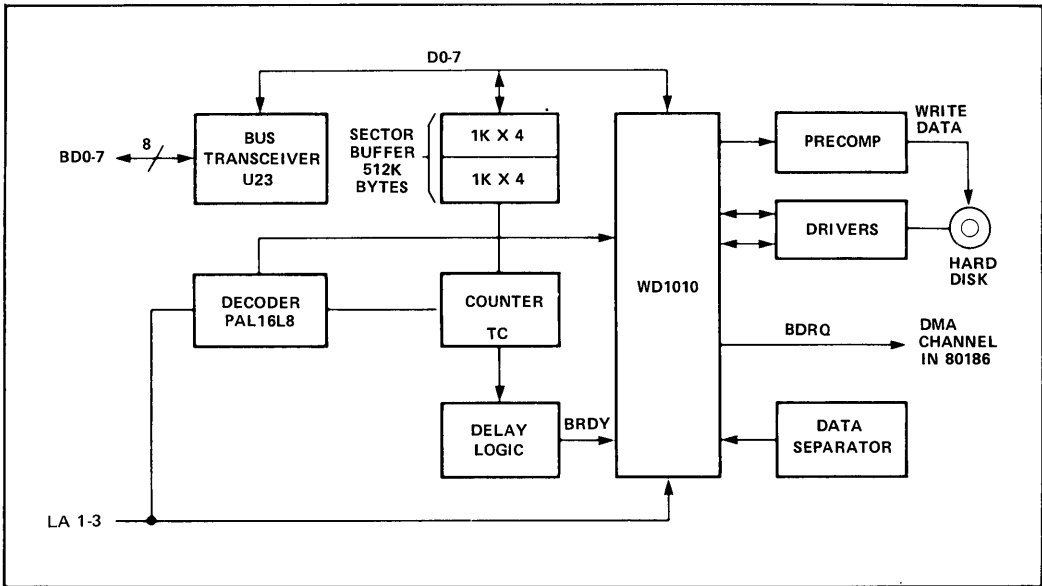 D0-7
BD0-7
8
BUS
TRANSCEIVER
U23
SECTOR
BUFFER
512K
BYTES
1K X 4
1K X 4
WD1010
PRECOMP
WRITE
DATA
DRIVERS
HARD
DISK
DECODER
PAL16L8
COUNTER
TC
BDRQ
DMA
CHANNEL
IN 80186
DELAY
LOGIC
BRDY
DATA
SEPARATOR
LA 1-3